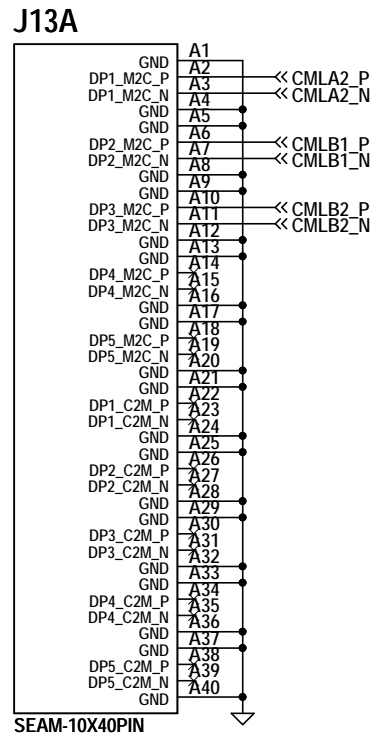 J13A
GND A1
DP1_M2C_P A2 CMLA2_P
DP1_M2C_N A3 CMLA2_N
GND A4
GND A5
DP2_M2C_P A6 CMLB1_P
DP2_M2C_N A7 CMLB1_N
GND A8
GND A9
DP3_M2C_P A10 CMLB2_P
DP3_M2C_N A11 CMLB2_N
GND A12
GND A13
DP4_M2C_P A14
DP4_M2C_N A15
GND A16
GND A17
DP5_M2C_P A18
DP5_M2C_N A19
GND A20
GND A21
DP1_C2M_P A22
DP1_C2M_N A23
GND A24
GND A25
DP2_C2M_P A26
DP2_C2M_N A27
GND A28
GND A29
DP3_C2M_P A30
DP3_C2M_N A31
GND A32
GND A33
DP4_C2M_P A34
DP4_C2M_N A35
GND A36
GND A37
DP5_C2M_P A38
DP5_C2M_N A39
GND A40
SEAM-10X40PIN